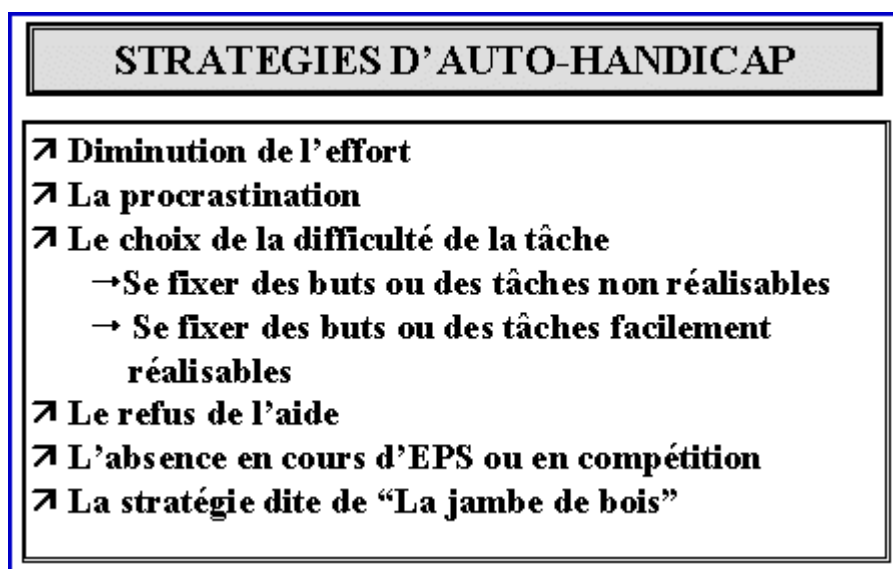 STRATEGIES D’AUTO-HANDICAP
↗ Diminution de l’effort
↗ La procrastination
↗ Le choix de la difficulté de la tâche
→Se fixer des buts ou des tâches non réalisables
→ Se fixer des buts ou des tâches facilement
réalisables
↗ Le refus de l’aide
↗ L’absence en cours d’EPS ou en compétition
↗ La stratégie dite de “La jambe de bois”